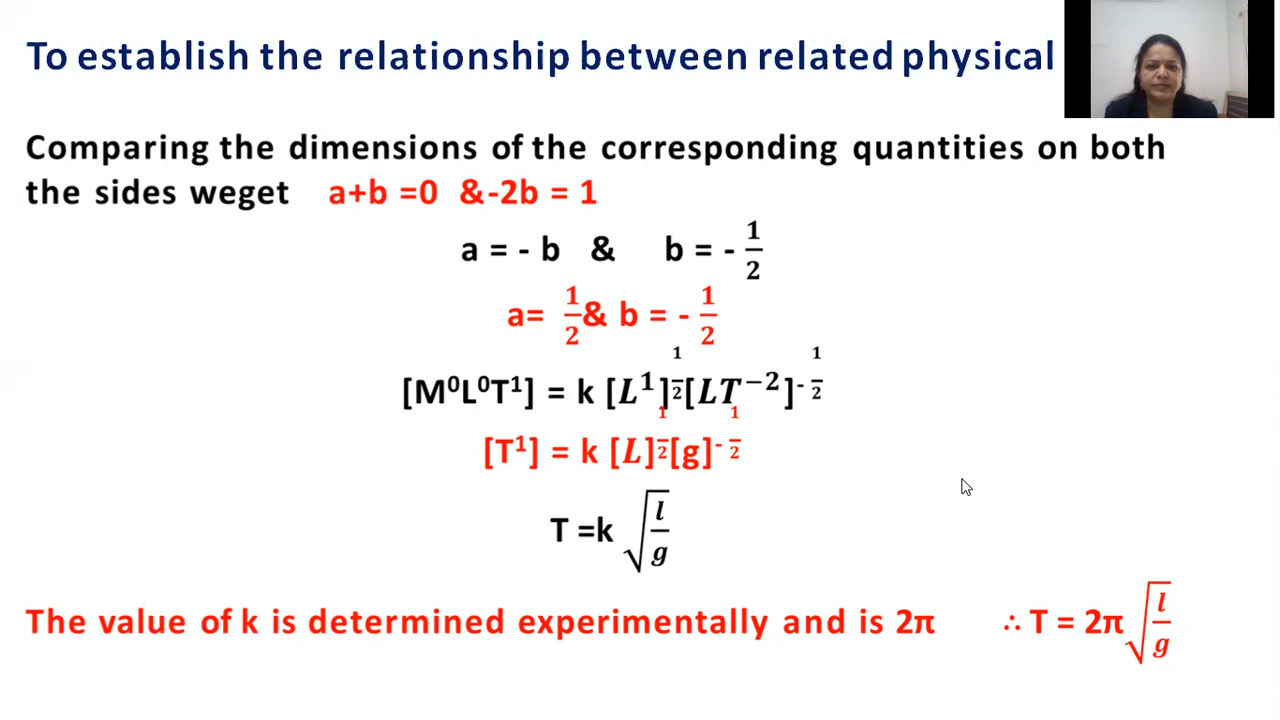 To establish the relationship between related physical
Comparing the dimensions of the corresponding quantities on both
the sides weget a+b =0 &-2b = 1
a = - b & b = - 1/2
a= 1/2 & b = - 1/2
[M⁰L⁰T¹] = k [L¹]^1/2 [LT⁻²]^-1/2
[T¹] = k [L]^1/2 [g]^-1/2
T =k √(l/g)
The value of k is determined experimentally and is 2π ∴ T = 2π √(l/g)